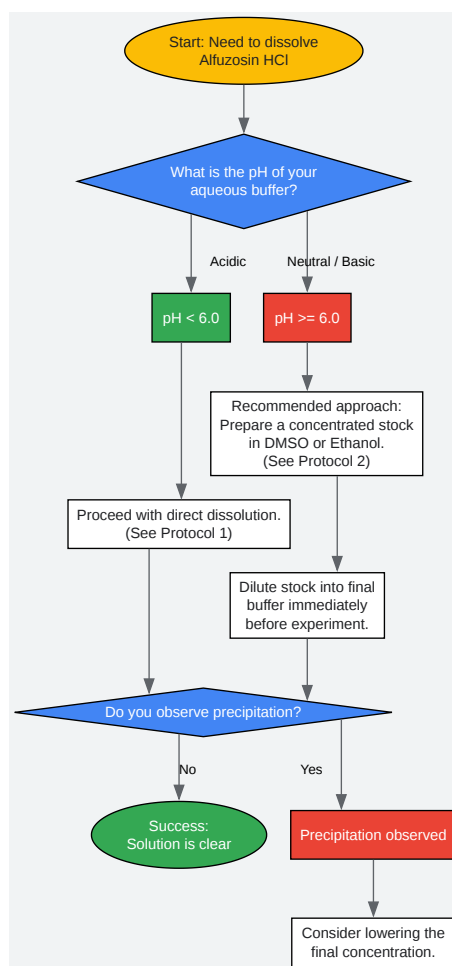 Start: Need to dissolve
Alfuzosin HCl
What is the pH of your
aqueous buffer?
Acidic
Neutral / Basic
pH < 6.0
pH >= 6.0
Recommended approach:
Prepare a concentrated stock
in DMSO or Ethanol.
(See Protocol 2)
Proceed with direct dissolution.
(See Protocol 1)
Dilute stock into final
buffer immediately
before experiment.
Do you observe precipitation?
No
Yes
Success:
Solution is clear
Precipitation observed
Consider lowering the
final concentration.